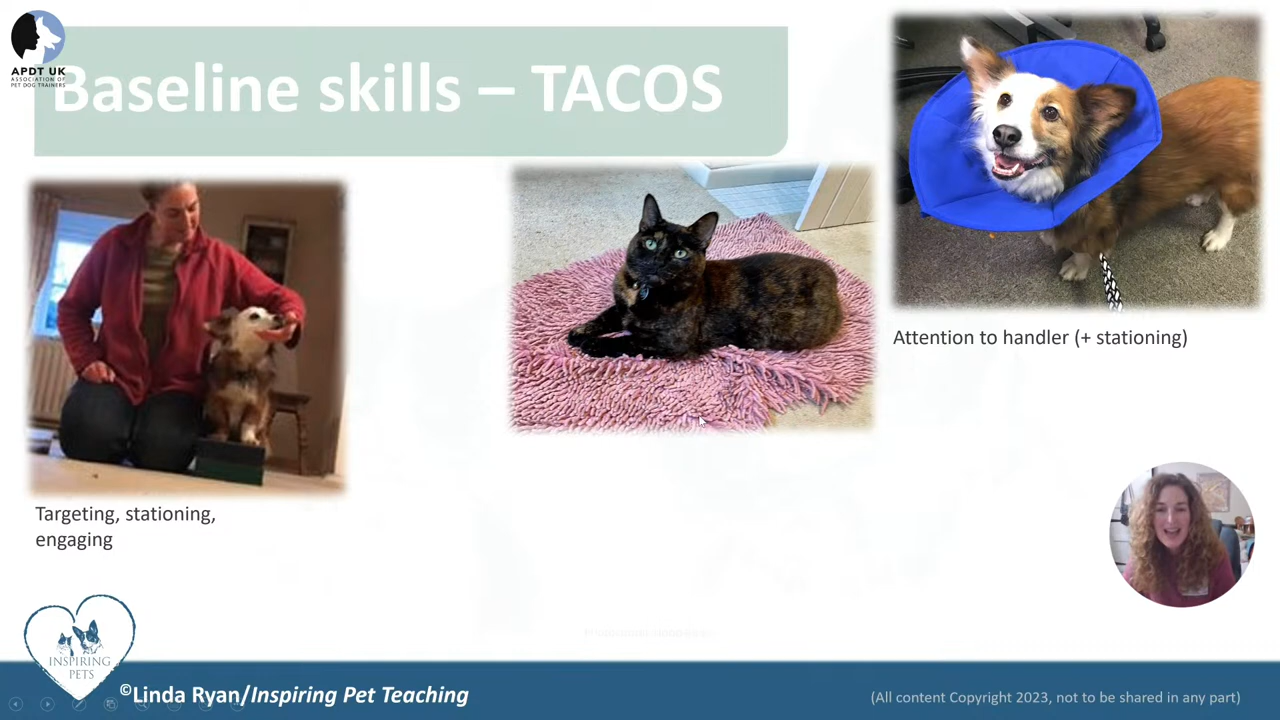 APDT UK
ASSOCIATION OF
PET DOG TRAINERS
Baseline skills – TACOS
Attention to handler (+ stationing)
Targeting, stationing,
engaging
INSPIRING
PETS
©Linda Ryan/Inspiring Pet Teaching
(All content Copyright 2023, not to be shared in any part)